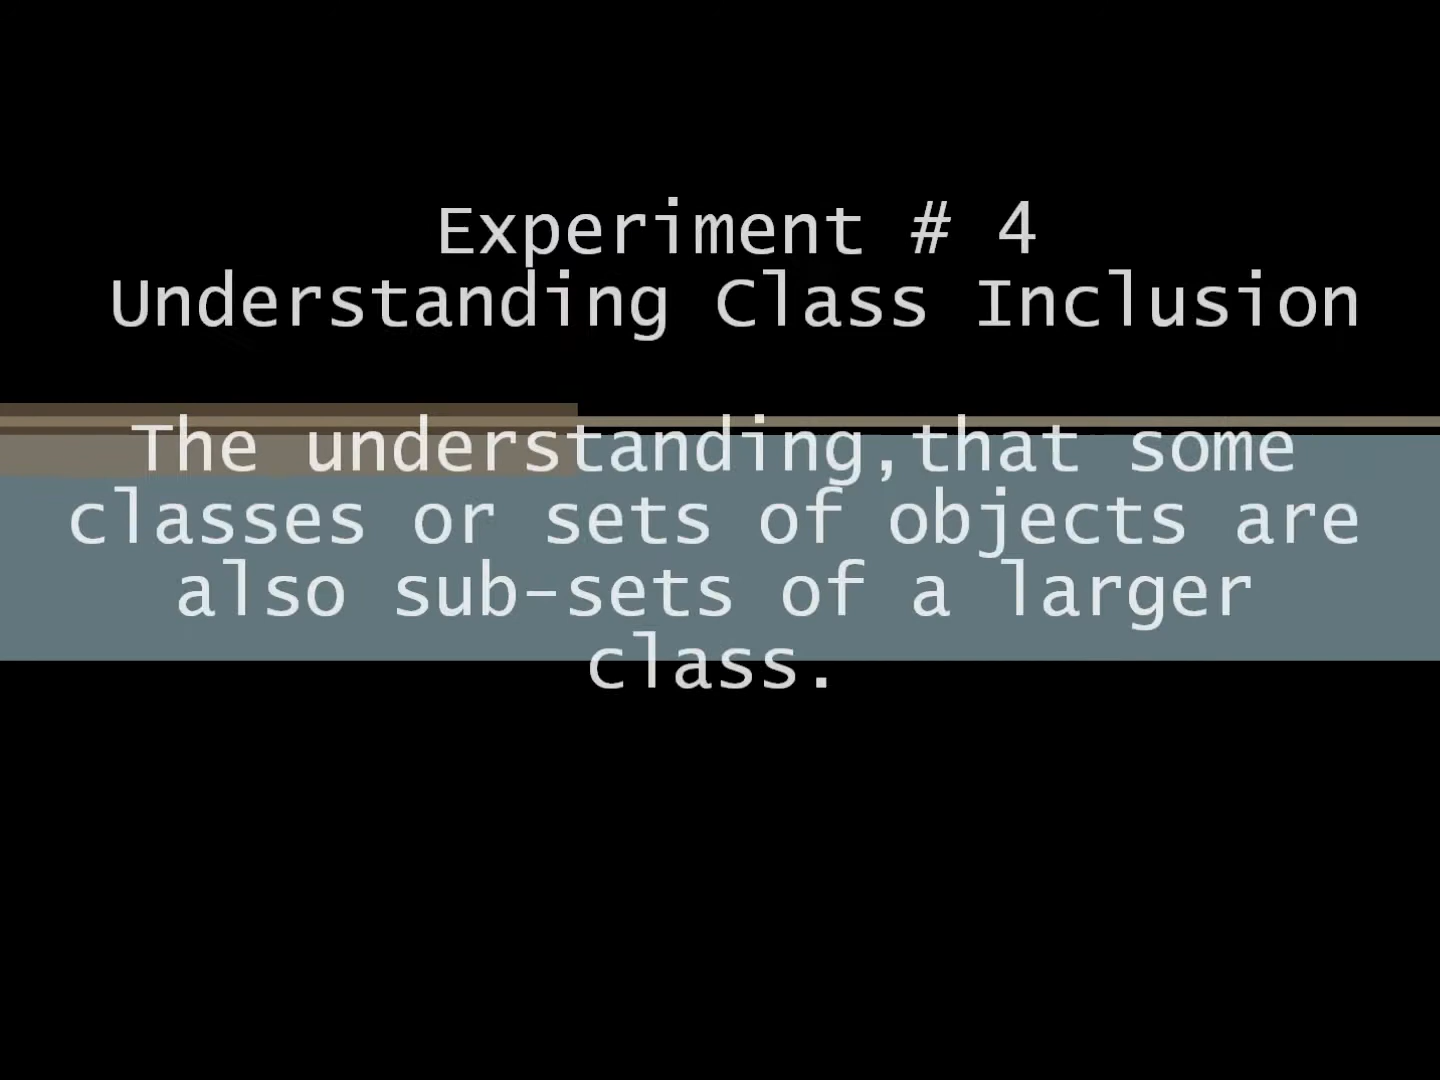 Experiment # 4
Understanding Class Inclusion
The understanding,that some
classes or sets of objects are
also sub-sets of a larger
class.